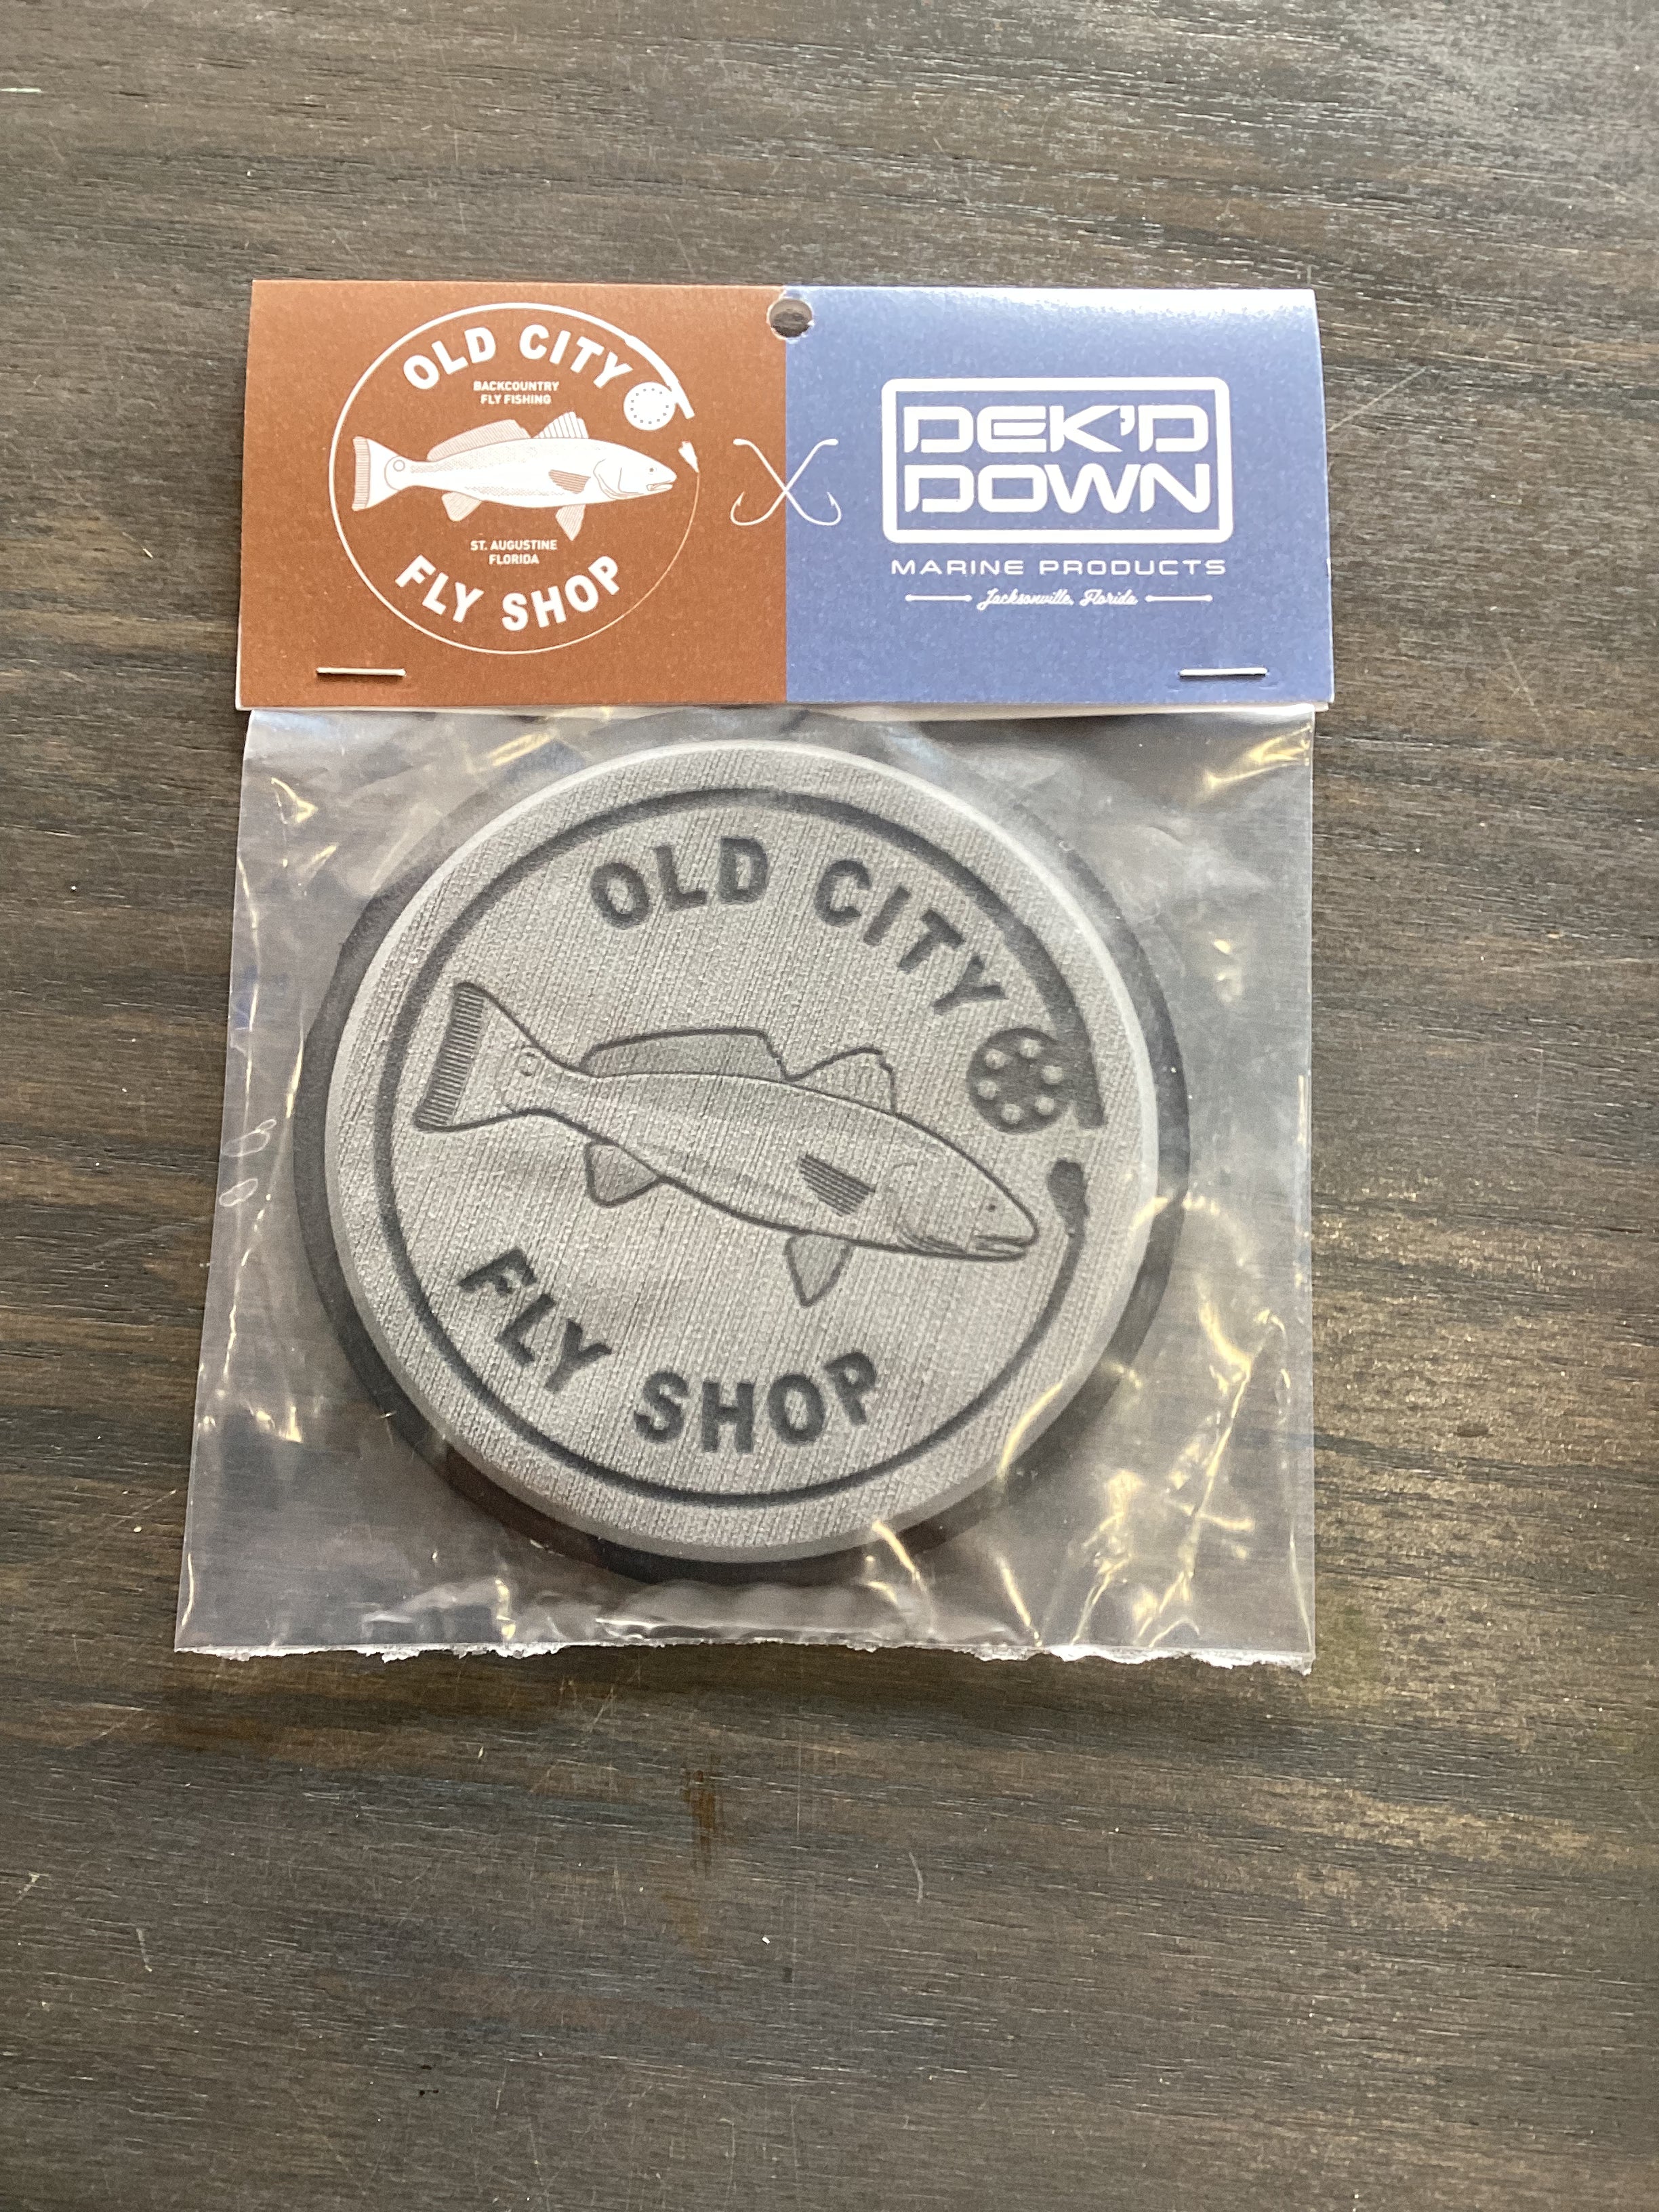 OLD CITY
BACKCOUNTRY
FLY FISHING
ST. AUGUSTINE
FLORIDA
FLY SHOP
DEK'D
DOWN
MARINE PRODUCTS
Jacksonville, Florida
OLD CITY
FLY SHOP